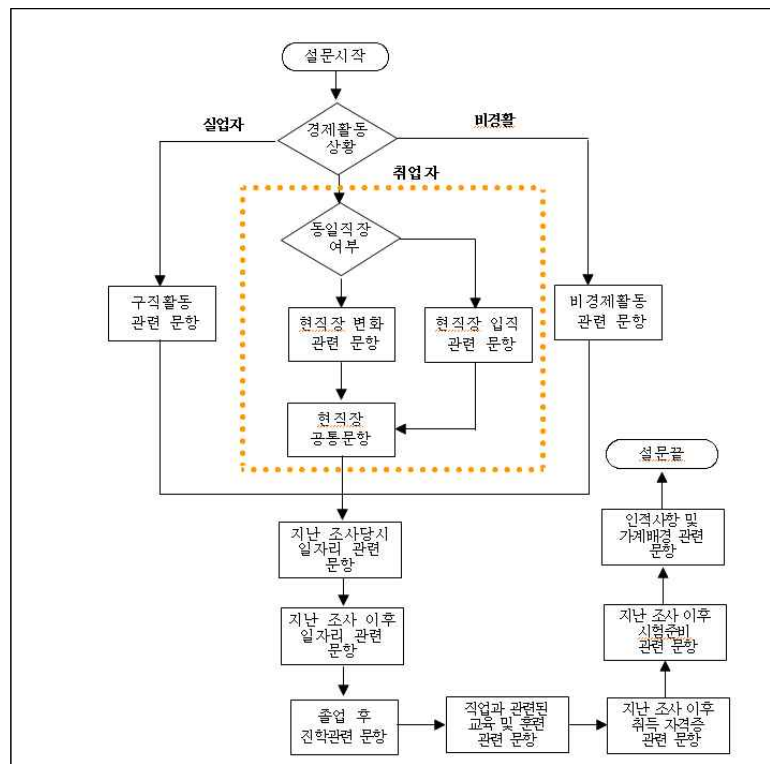 설문시작
경제활동
상황
실업자
비경활
취업자
동일직장
여부
구직활동
관련 문항
현직장 변화
관련 문항
현직장 입직
관련 문항
비경제활동
관련 문항
현직장
공통문항
지난 조사당시
일자리 관련
문항
지난 조사 이후
일자리 관련
문항
졸업 후
진학관련 문항
직업과 관련된
교육 및 훈련
관련 문항
지난 조사 이후
취득 자격증
관련 문항
지난 조사 이후
시험준비
관련 문항
인적사항 및
가계배경 관련
문항
설문끝